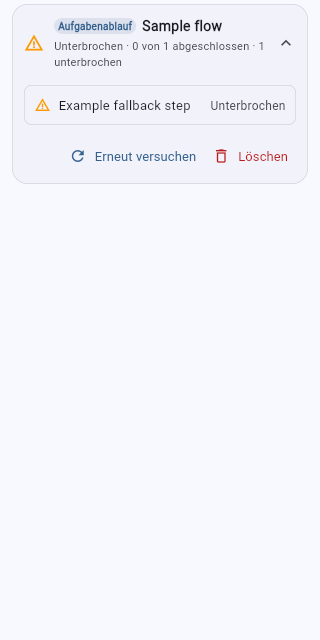 Aufgabenablauf Sample flow
Unterbrochen · 0 von 1 abgeschlossen · 1
unterbrochen
Example fallback step Unterbrochen
Erneut versuchen Löschen